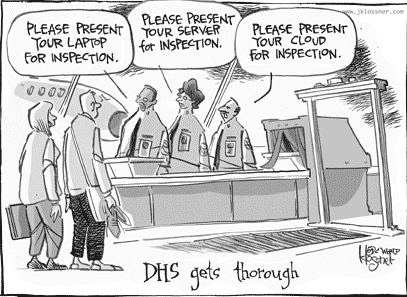 www.jklossner.com
PLEASE PRESENT
YOUR LAPTOP
FOR INSPECTION.
PLEASE PRESENT
YOUR SERVER
for INSPECTION.
PLEASE PRESENT
YOUR CLOUD
FOR INSPECTION.
DHS gets thorough